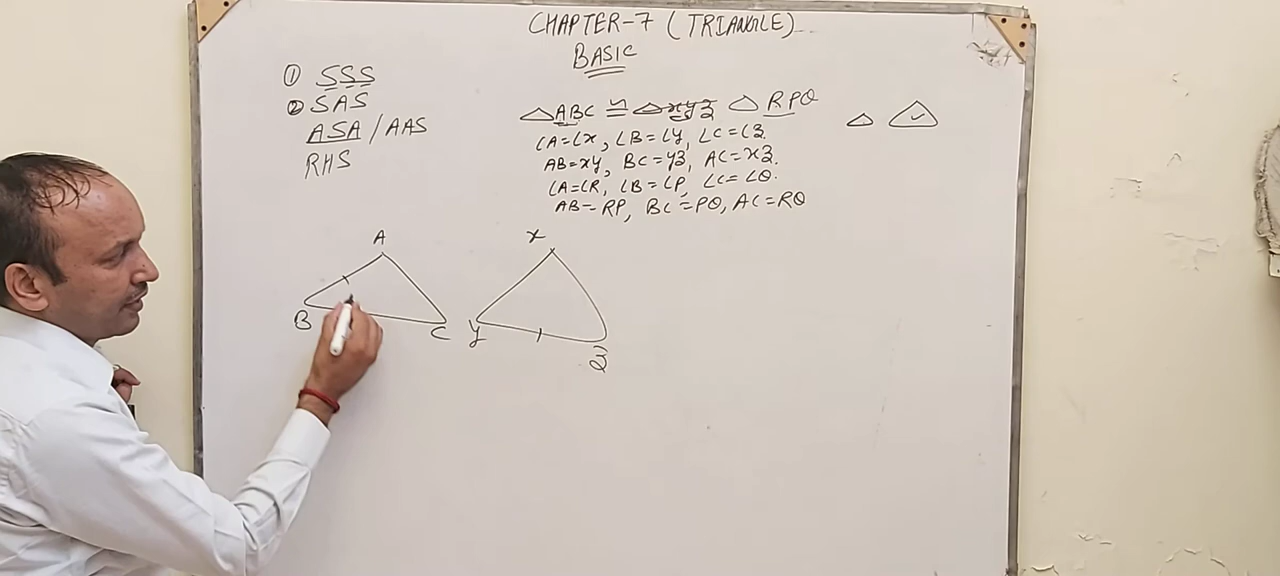 CHAPTER-7 (TRIANGLE)
BASIC
① SSS
② SAS
ASA / AAS
RHS
△ABC ≅ △xyz △ RPQ
∠A=∠x, ∠B=∠y, ∠C=∠z.
AB=xy, BC=yz, AC=xz.
∠A=∠R, ∠B=∠P, ∠C=∠Q.
AB=RP, BC=PQ, AC=RQ
A
B
C
x
y
z